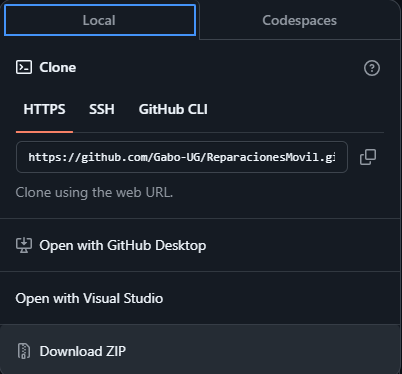 Local Codespaces
Clone
HTTPS SSH GitHub CLI
https://github.com/Gabo-UG/ReparacionesMovil.gi
Clone using the web URL.
Open with GitHub Desktop
Open with Visual Studio
Download ZIP